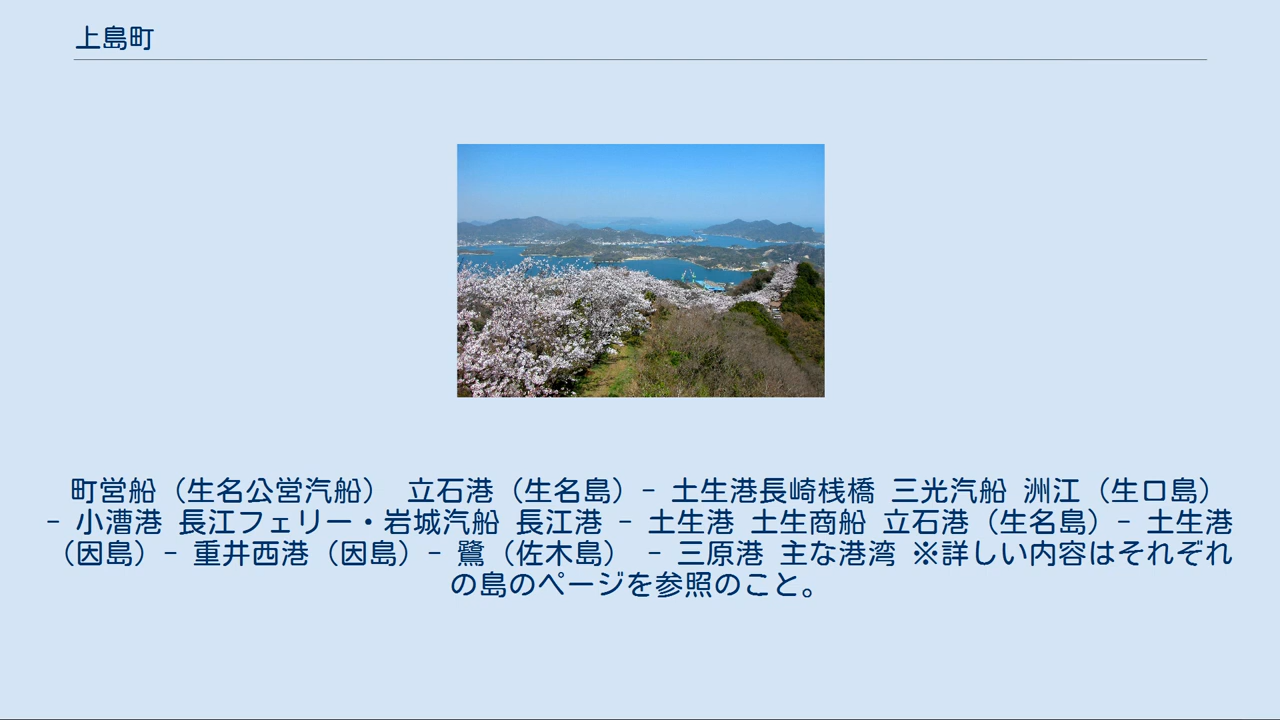 上島町
町営船（生名公営汽船） 立石港（生名島）- 土生港長崎桟橋 三光汽船 洲江（生口島）
- 小漕港 長江フェリー・岩城汽船 長江港 - 土生港 土生商船 立石港（生名島）- 土生港
（因島）- 重井西港（因島）- 鷺（佐木島） - 三原港 主な港湾 ※詳しい内容はそれぞれ
の島のページを参照のこと。